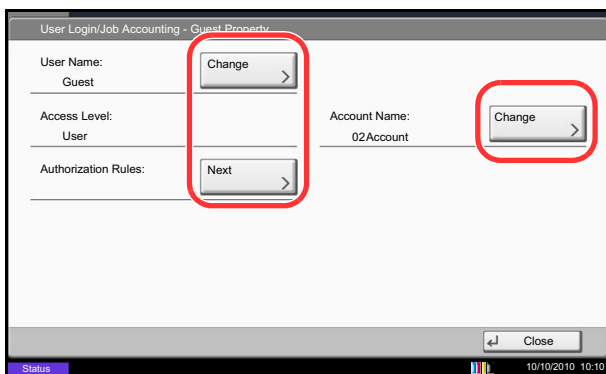 User Login/Job Accounting - Guest Property
User Name:
Guest
Change
Access Level:
User
Account Name:
02Account
Change
Authorization Rules:
Next
Close
Status
10/10/2010 10:10